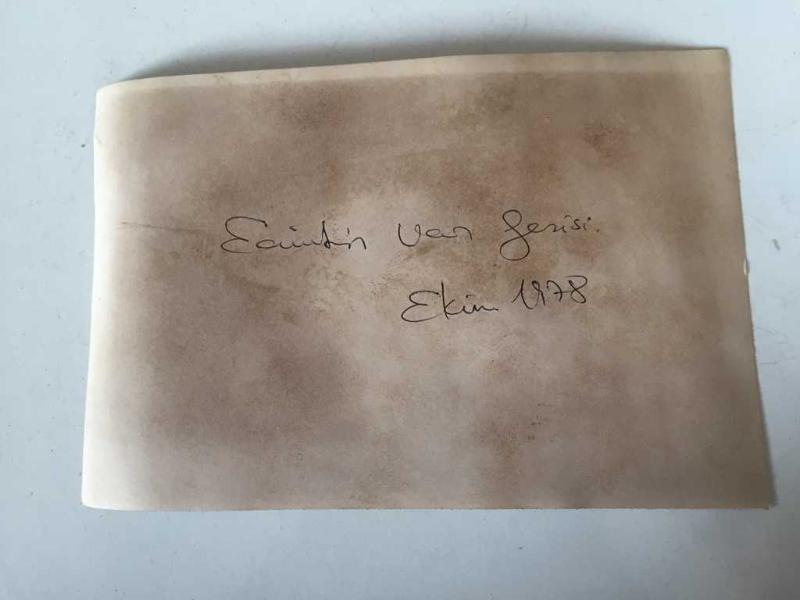 Van gezisi.
Ekim 1978